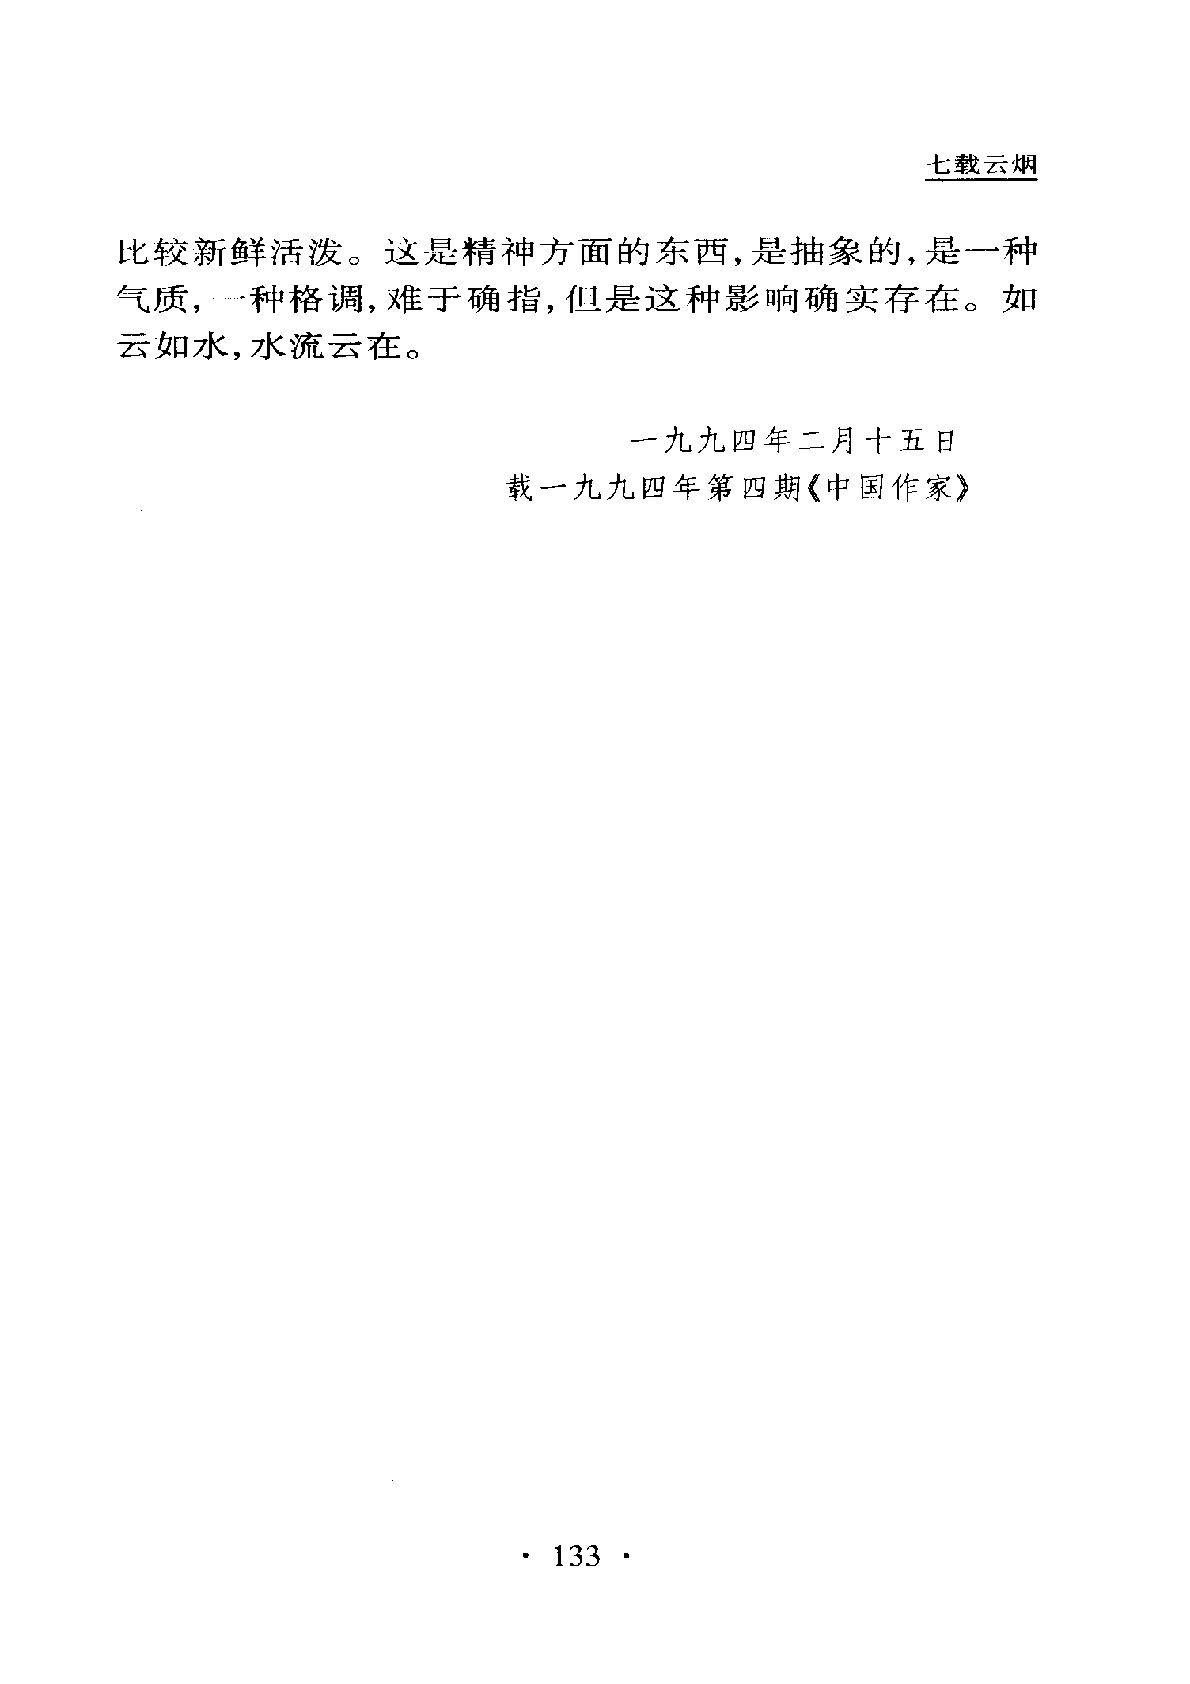 七载云烟
比较新鲜活泼。这是精神方面的东西,是抽象的,是一种
气质,一种格调,难于确指,但是这种影响确实存在。如
云如水,水流云在。
一九九四年二月十五日
载一九九四年第四期《中国作家》
· 133 ·